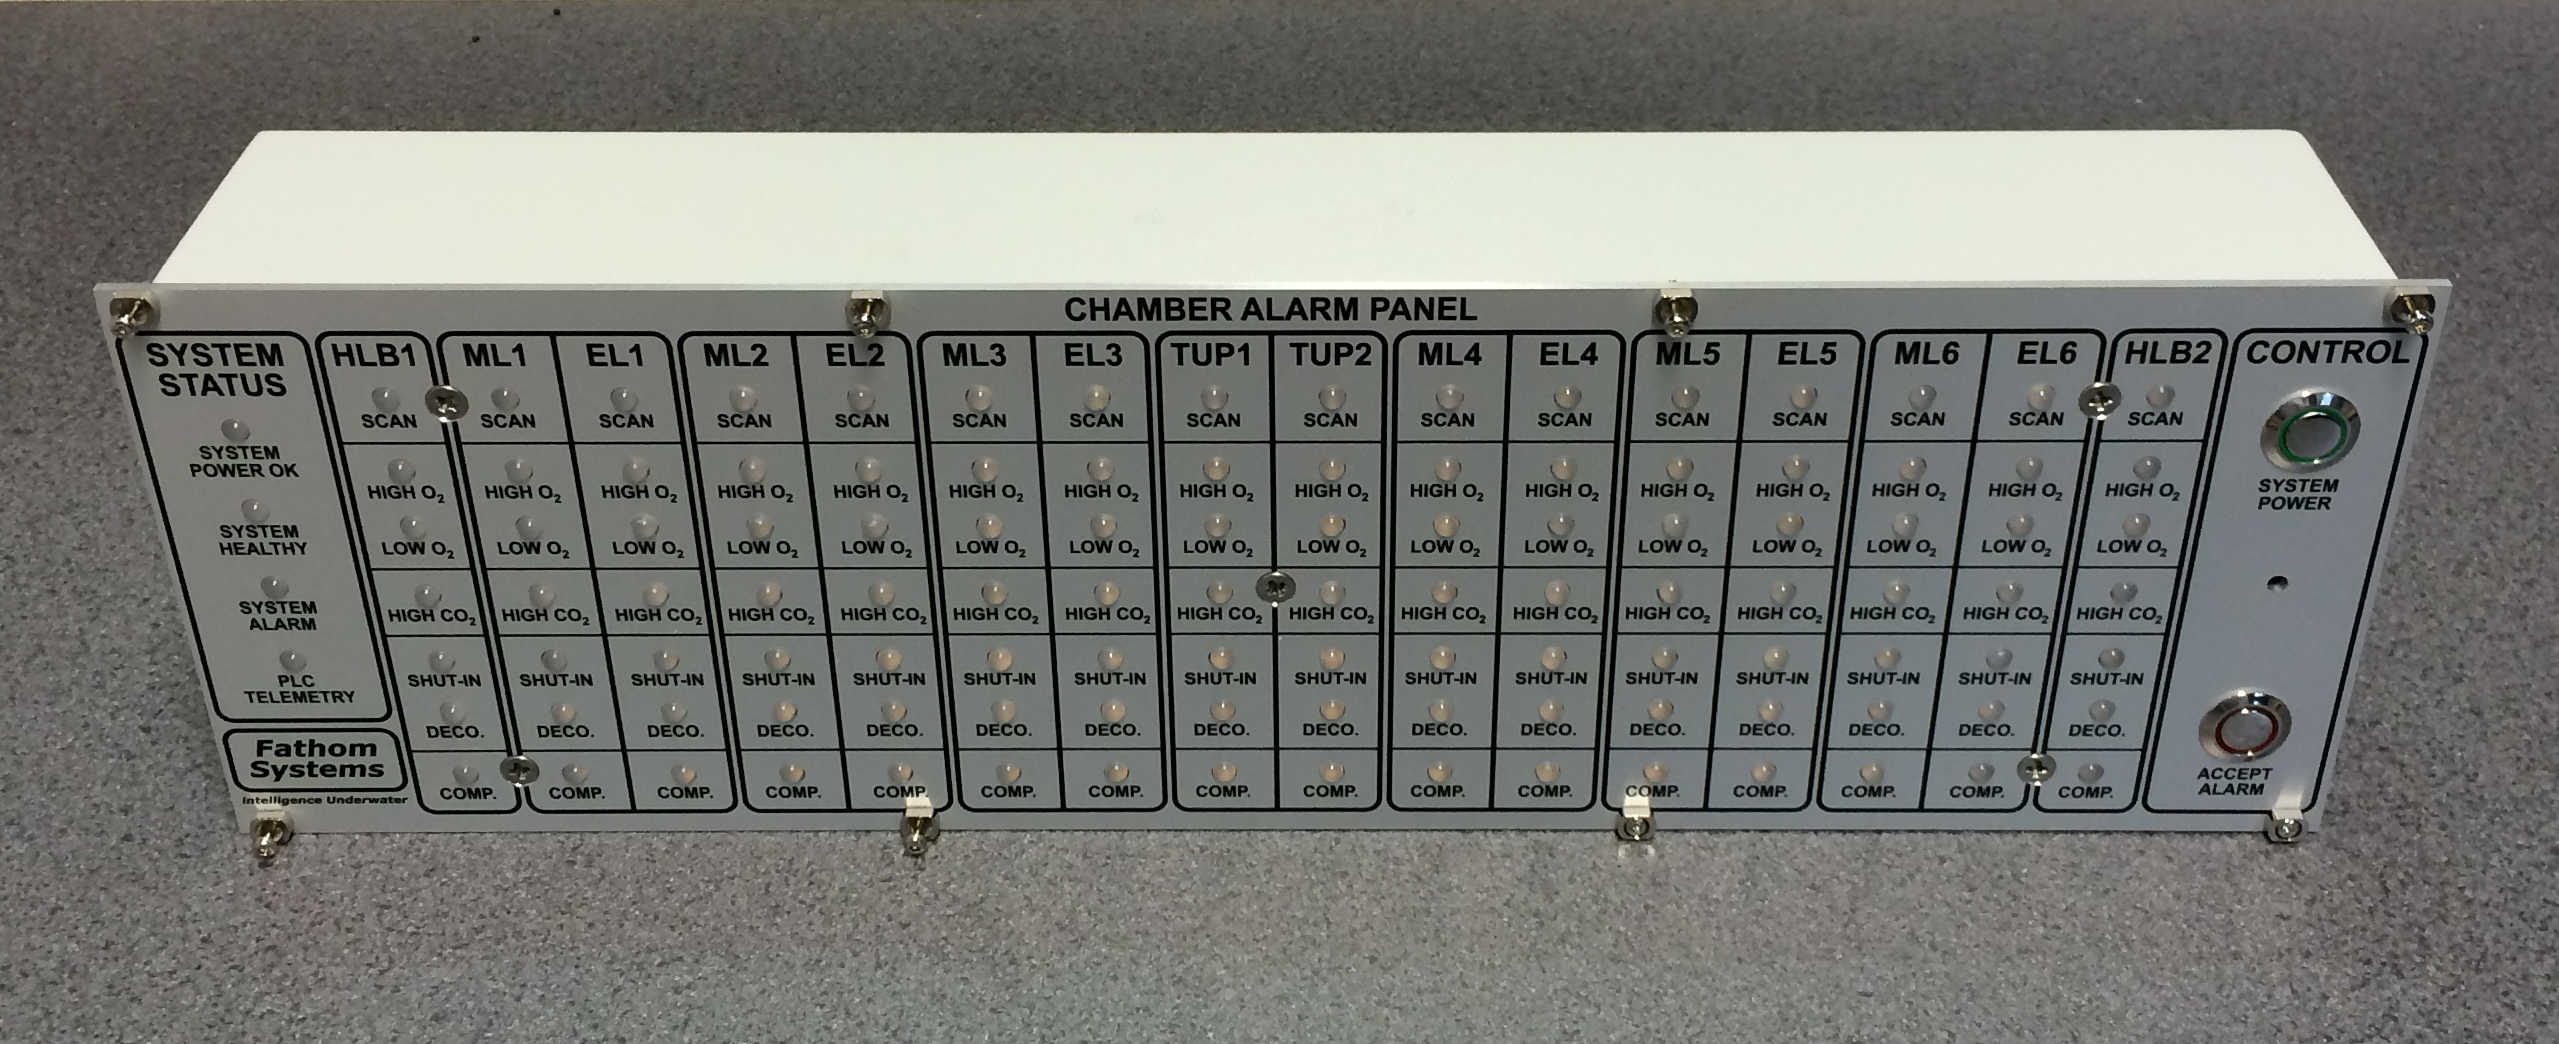 CHAMBER ALARM PANEL
SYSTEM
STATUS
SYSTEM
POWER OK
SYSTEM
HEALTHY
SYSTEM
ALARM
PLC
TELEMETRY
Fathom
Systems
Intelligence Underwater
HLB1 ML1 EL1 ML2 EL2 ML3 EL3 TUP1 TUP2 ML4 EL4 ML5 EL5 ML6 EL6 HLB2
SCAN SCAN SCAN SCAN SCAN SCAN SCAN SCAN SCAN SCAN SCAN SCAN SCAN SCAN SCAN SCAN
HIGH O₂ HIGH O₂ HIGH O₂ HIGH O₂ HIGH O₂ HIGH O₂ HIGH O₂ HIGH O₂ HIGH O₂ HIGH O₂ HIGH O₂ HIGH O₂ HIGH O₂ HIGH O₂ HIGH O₂ HIGH O₂
LOW O₂ LOW O₂ LOW O₂ LOW O₂ LOW O₂ LOW O₂ LOW O₂ LOW O₂ LOW O₂ LOW O₂ LOW O₂ LOW O₂ LOW O₂ LOW O₂ LOW O₂ LOW O₂
HIGH CO₂ HIGH CO₂ HIGH CO₂ HIGH CO₂ HIGH CO₂ HIGH CO₂ HIGH CO₂ HIGH CO₂ HIGH CO₂ HIGH CO₂ HIGH CO₂ HIGH CO₂ HIGH CO₂ HIGH CO₂ HIGH CO₂ HIGH CO₂
SHUT-IN SHUT-IN SHUT-IN SHUT-IN SHUT-IN SHUT-IN SHUT-IN SHUT-IN SHUT-IN SHUT-IN SHUT-IN SHUT-IN SHUT-IN SHUT-IN SHUT-IN SHUT-IN
DECO. DECO. DECO. DECO. DECO. DECO. DECO. DECO. DECO. DECO. DECO. DECO. DECO. DECO. DECO. DECO.
COMP. COMP. COMP. COMP. COMP. COMP. COMP. COMP. COMP. COMP. COMP. COMP. COMP. COMP. COMP. COMP.
CONTROL
SYSTEM
POWER
ACCEPT
ALARM